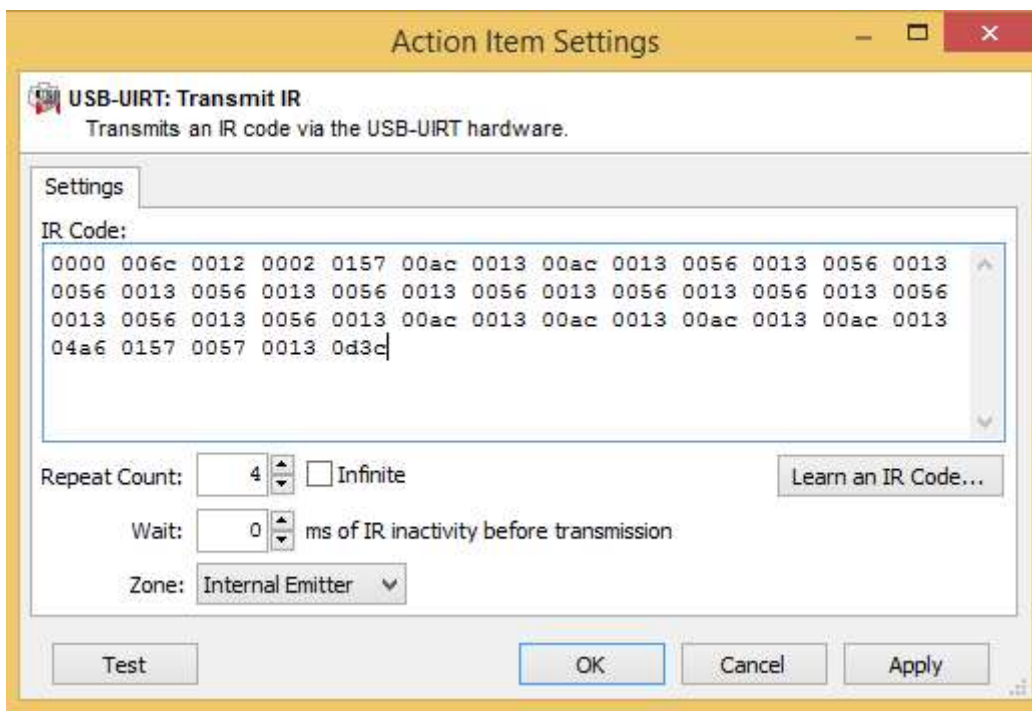 Action Item Settings
USB-UIRT: Transmit IR
Transmits an IR code via the USB-UIRT hardware.
Settings
IR Code:
0000 006c 0012 0002 0157 00ac 0013 00ac 0013 0056 0013 0056 0013
0056 0013 0056 0013 0056 0013 0056 0013 0056 0013 0056 0013 0056
0013 0056 0013 0056 0013 00ac 0013 00ac 0013 00ac 0013 00ac 0013
04a6 0157 0057 0013 0d3c
Repeat Count: 4 Infinite Learn an IR Code...
Wait: 0 ms of IR inactivity before transmission
Zone: Internal Emitter
Test OK Cancel Apply